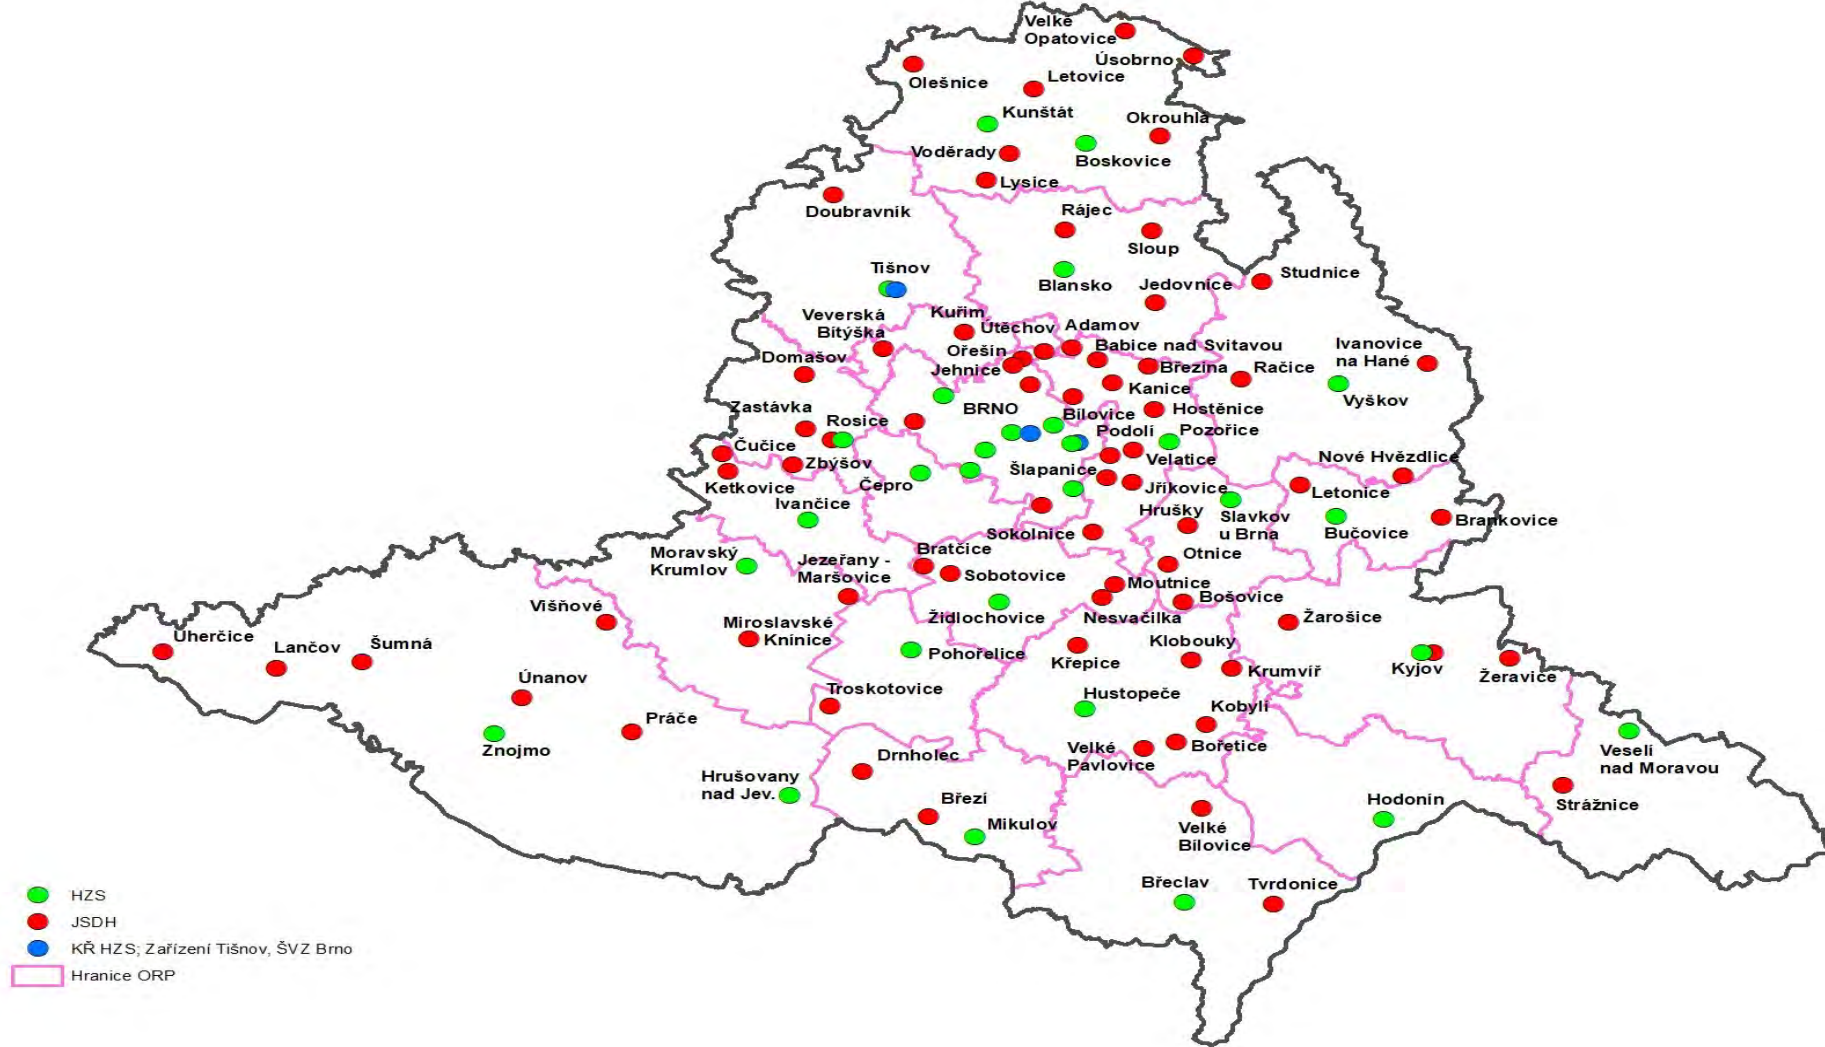 Velké
Opatovice
Úsobrno
Olešnice
Letovice
Kunštát
Okrouhlá
Voděrady
Boskovice
Lysice
Doubravník
Rájec
Sloup
Tišnov
Blansko
Jedovnice
Studnice
Veverská
Bítýška
Kuřim
Útěchov
Adamov
Ořešín
Babice nad Svitavou
Ivanovice
na Hané
Domašov
Jehnice
Březina
Račice
Kanice
Vyškov
Zastávka
BRNO
Bílovice
Hostěnice
Rosice
Podolí
Pozořice
Čučice
Zbýšov
Velatice
Nové Hvězdlice
Šlapanice
Ketkovice
Čepro
Jiříkovice
Letonice
Ivančice
Hrušky
Slavkov
u Brna
Bučovice
Brankovice
Sokolnice
Moravský
Krumlov
Jezeřany -
Maršovice
Bratčice
Otnice
Sobotovice
Moutnice
Bošovice
Višňové
Židlochovice
Nesvačilka
Žarošice
Miroslavské
Knínice
Uherčice
Lančov
Šumná
Klobouky
Pohořelice
Křepice
Krumvíř
Kyjov
Žeravice
Únanov
Troskotovice
Hustopeče
Kobylí
Práče
Znojmo
Bořetice
Velké
Pavlovice
Veselí
nad Moravou
Drnholec
Hrušovany
nad Jev.
Březí
Hodonín
Strážnice
Mikulov
Velké
Bílovice
Břeclav
Tvrdonice
HZS
JSDH
KŘ HZS; Zařízení Tišnov, ŠVZ Brno
Hranice ORP